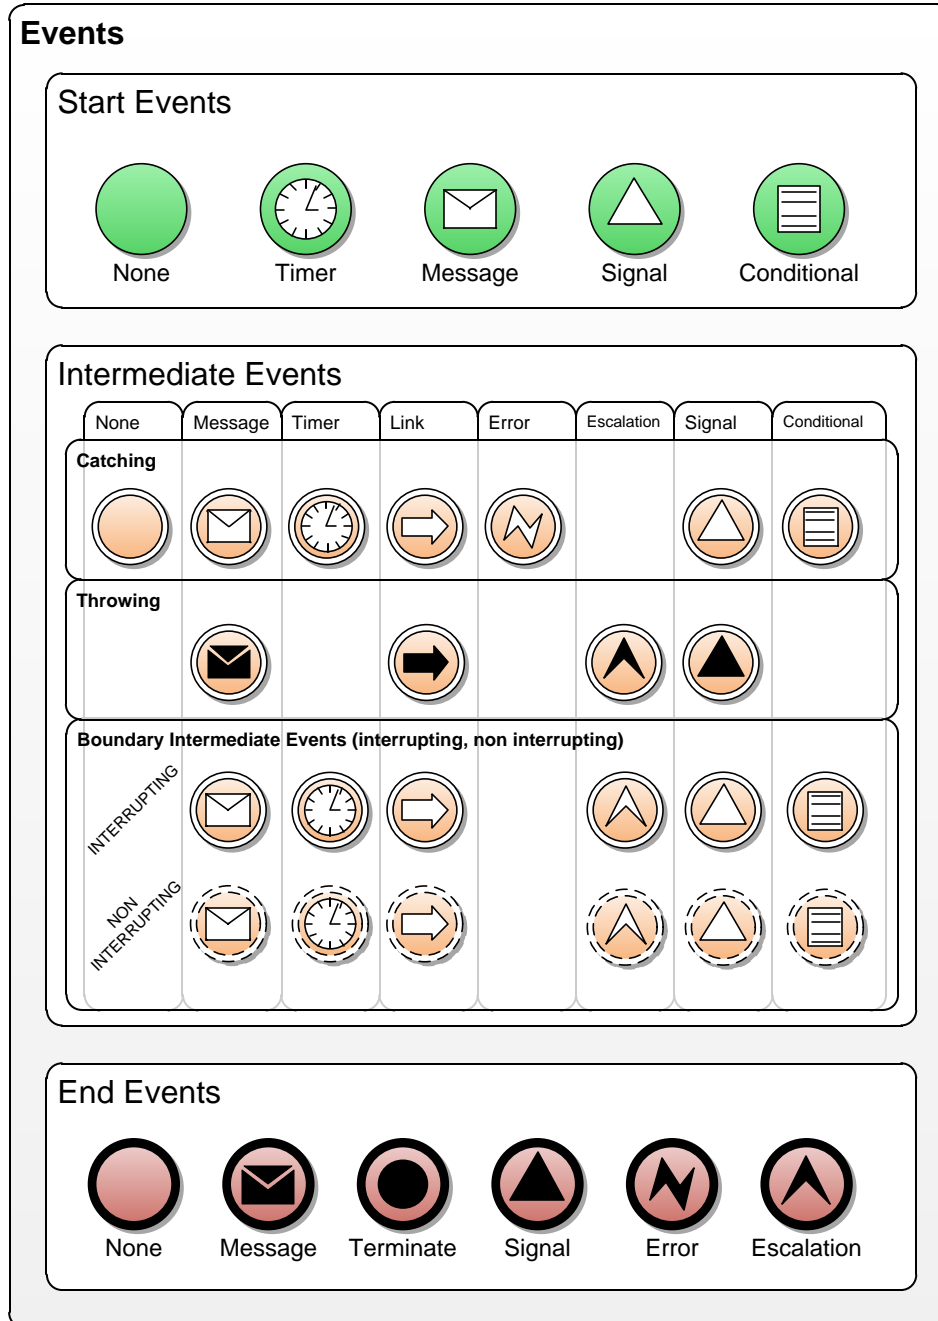 Events
Start Events
None Timer Message Signal Conditional
Intermediate Events
None Message Timer Link Error Escalation Signal Conditional
Catching
Throwing
Boundary Intermediate Events (interrupting, non interrupting)
INTERRUPTING
NON
INTERRUPTING
End Events
None Message Terminate Signal Error Escalation